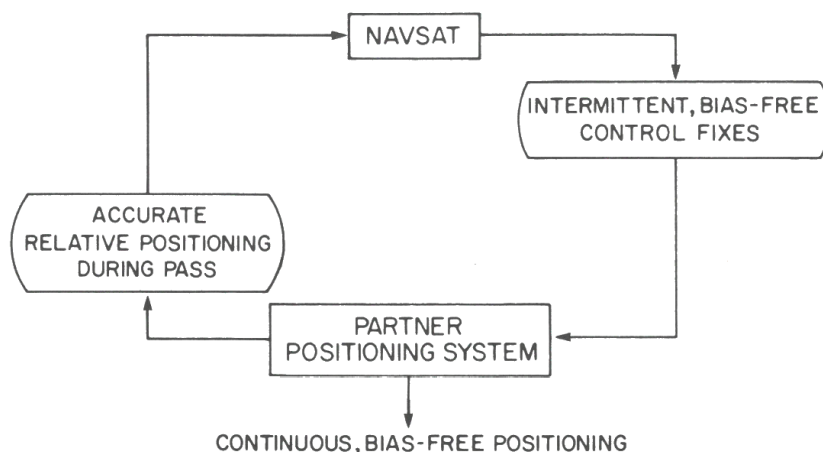 NAVSAT
INTERMITTENT, BIAS-FREE
CONTROL FIXES
ACCURATE
RELATIVE POSITIONING
DURING PASS
PARTNER
POSITIONING SYSTEM
CONTINUOUS, BIAS-FREE POSITIONING